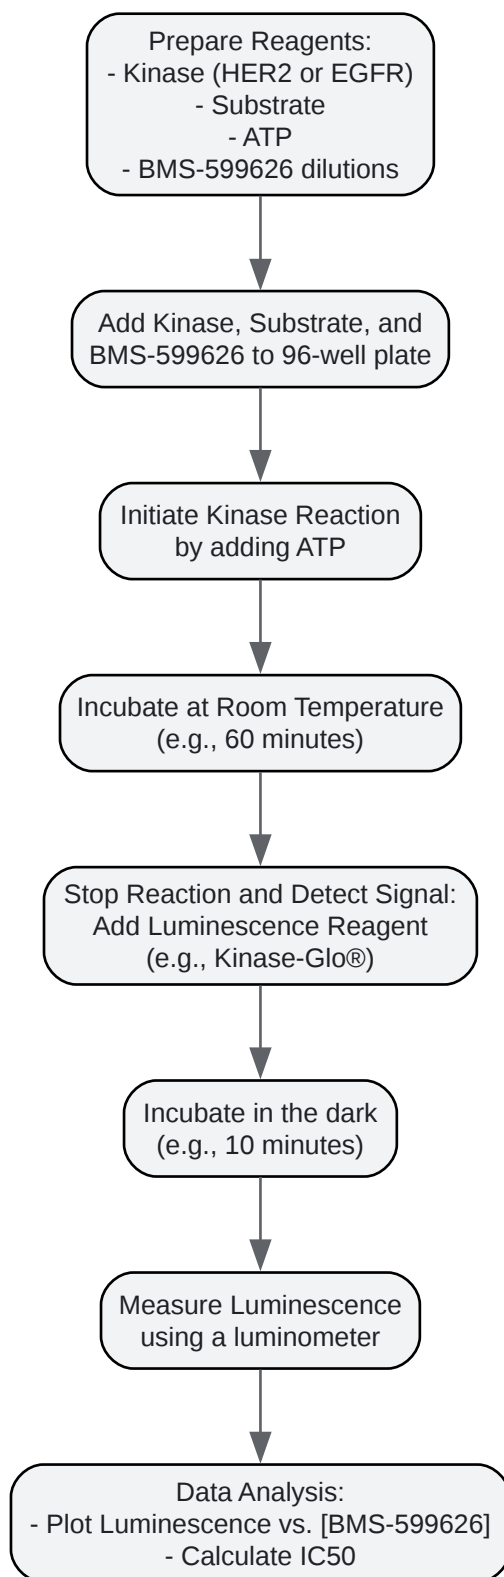 Prepare Reagents:
- Kinase (HER2 or EGFR)
- Substrate
- ATP
- BMS-599626 dilutions
Add Kinase, Substrate, and
BMS-599626 to 96-well plate
Initiate Kinase Reaction
by adding ATP
Incubate at Room Temperature
(e.g., 60 minutes)
Stop Reaction and Detect Signal:
Add Luminescence Reagent
(e.g., Kinase-Glo®)
Incubate in the dark
(e.g., 10 minutes)
Measure Luminescence
using a luminometer
Data Analysis:
- Plot Luminescence vs. [BMS-599626]
- Calculate IC50